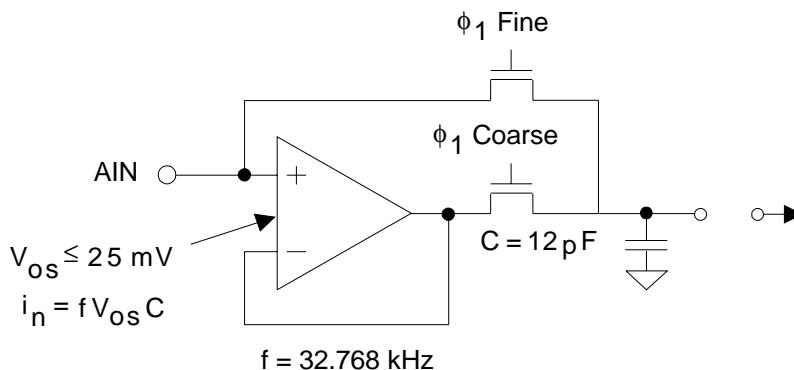 ϕ1 Fine
ϕ1 Coarse
AIN
+
−
Vos ≤ 25 mV
C = 12 pF
in = f Vos C
f = 32.768 kHz